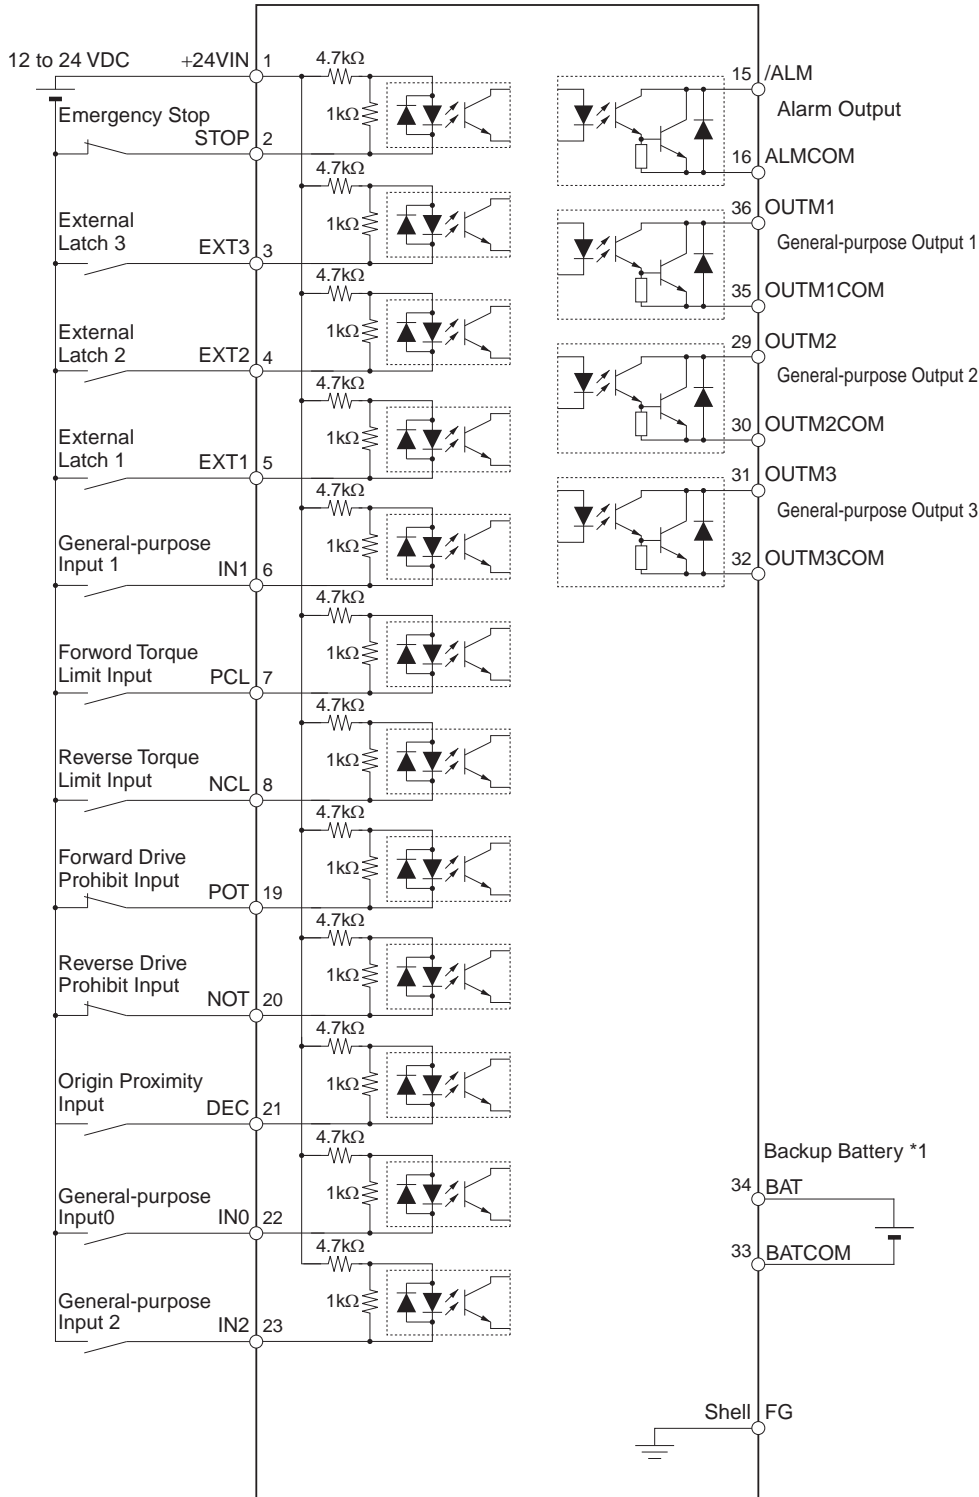 12 to 24 VDC
+24VIN 1
4.7kΩ
1kΩ
Emergency Stop
STOP 2
4.7kΩ
1kΩ
External
Latch 3
EXT3 3
4.7kΩ
1kΩ
External
Latch 2
EXT2 4
4.7kΩ
1kΩ
External
Latch 1
EXT1 5
4.7kΩ
1kΩ
General-purpose
Input 1
IN1 6
4.7kΩ
1kΩ
Forword Torque
Limit Input
PCL 7
4.7kΩ
1kΩ
Reverse Torque
Limit Input
NCL 8
4.7kΩ
1kΩ
Forward Drive
Prohibit Input
POT 19
4.7kΩ
1kΩ
Reverse Drive
Prohibit Input
NOT 20
4.7kΩ
1kΩ
Origin Proximity
Input
DEC 21
4.7kΩ
1kΩ
General-purpose
Input0
IN0 22
4.7kΩ
1kΩ
General-purpose
Input 2
IN2 23
15 /ALM
Alarm Output
16 ALMCOM
36 OUTM1
General-purpose Output 1
35 OUTM1COM
29 OUTM2
General-purpose Output 2
30 OUTM2COM
31 OUTM3
General-purpose Output 3
32 OUTM3COM
Backup Battery *1
34 BAT
33 BATCOM
Shell FG